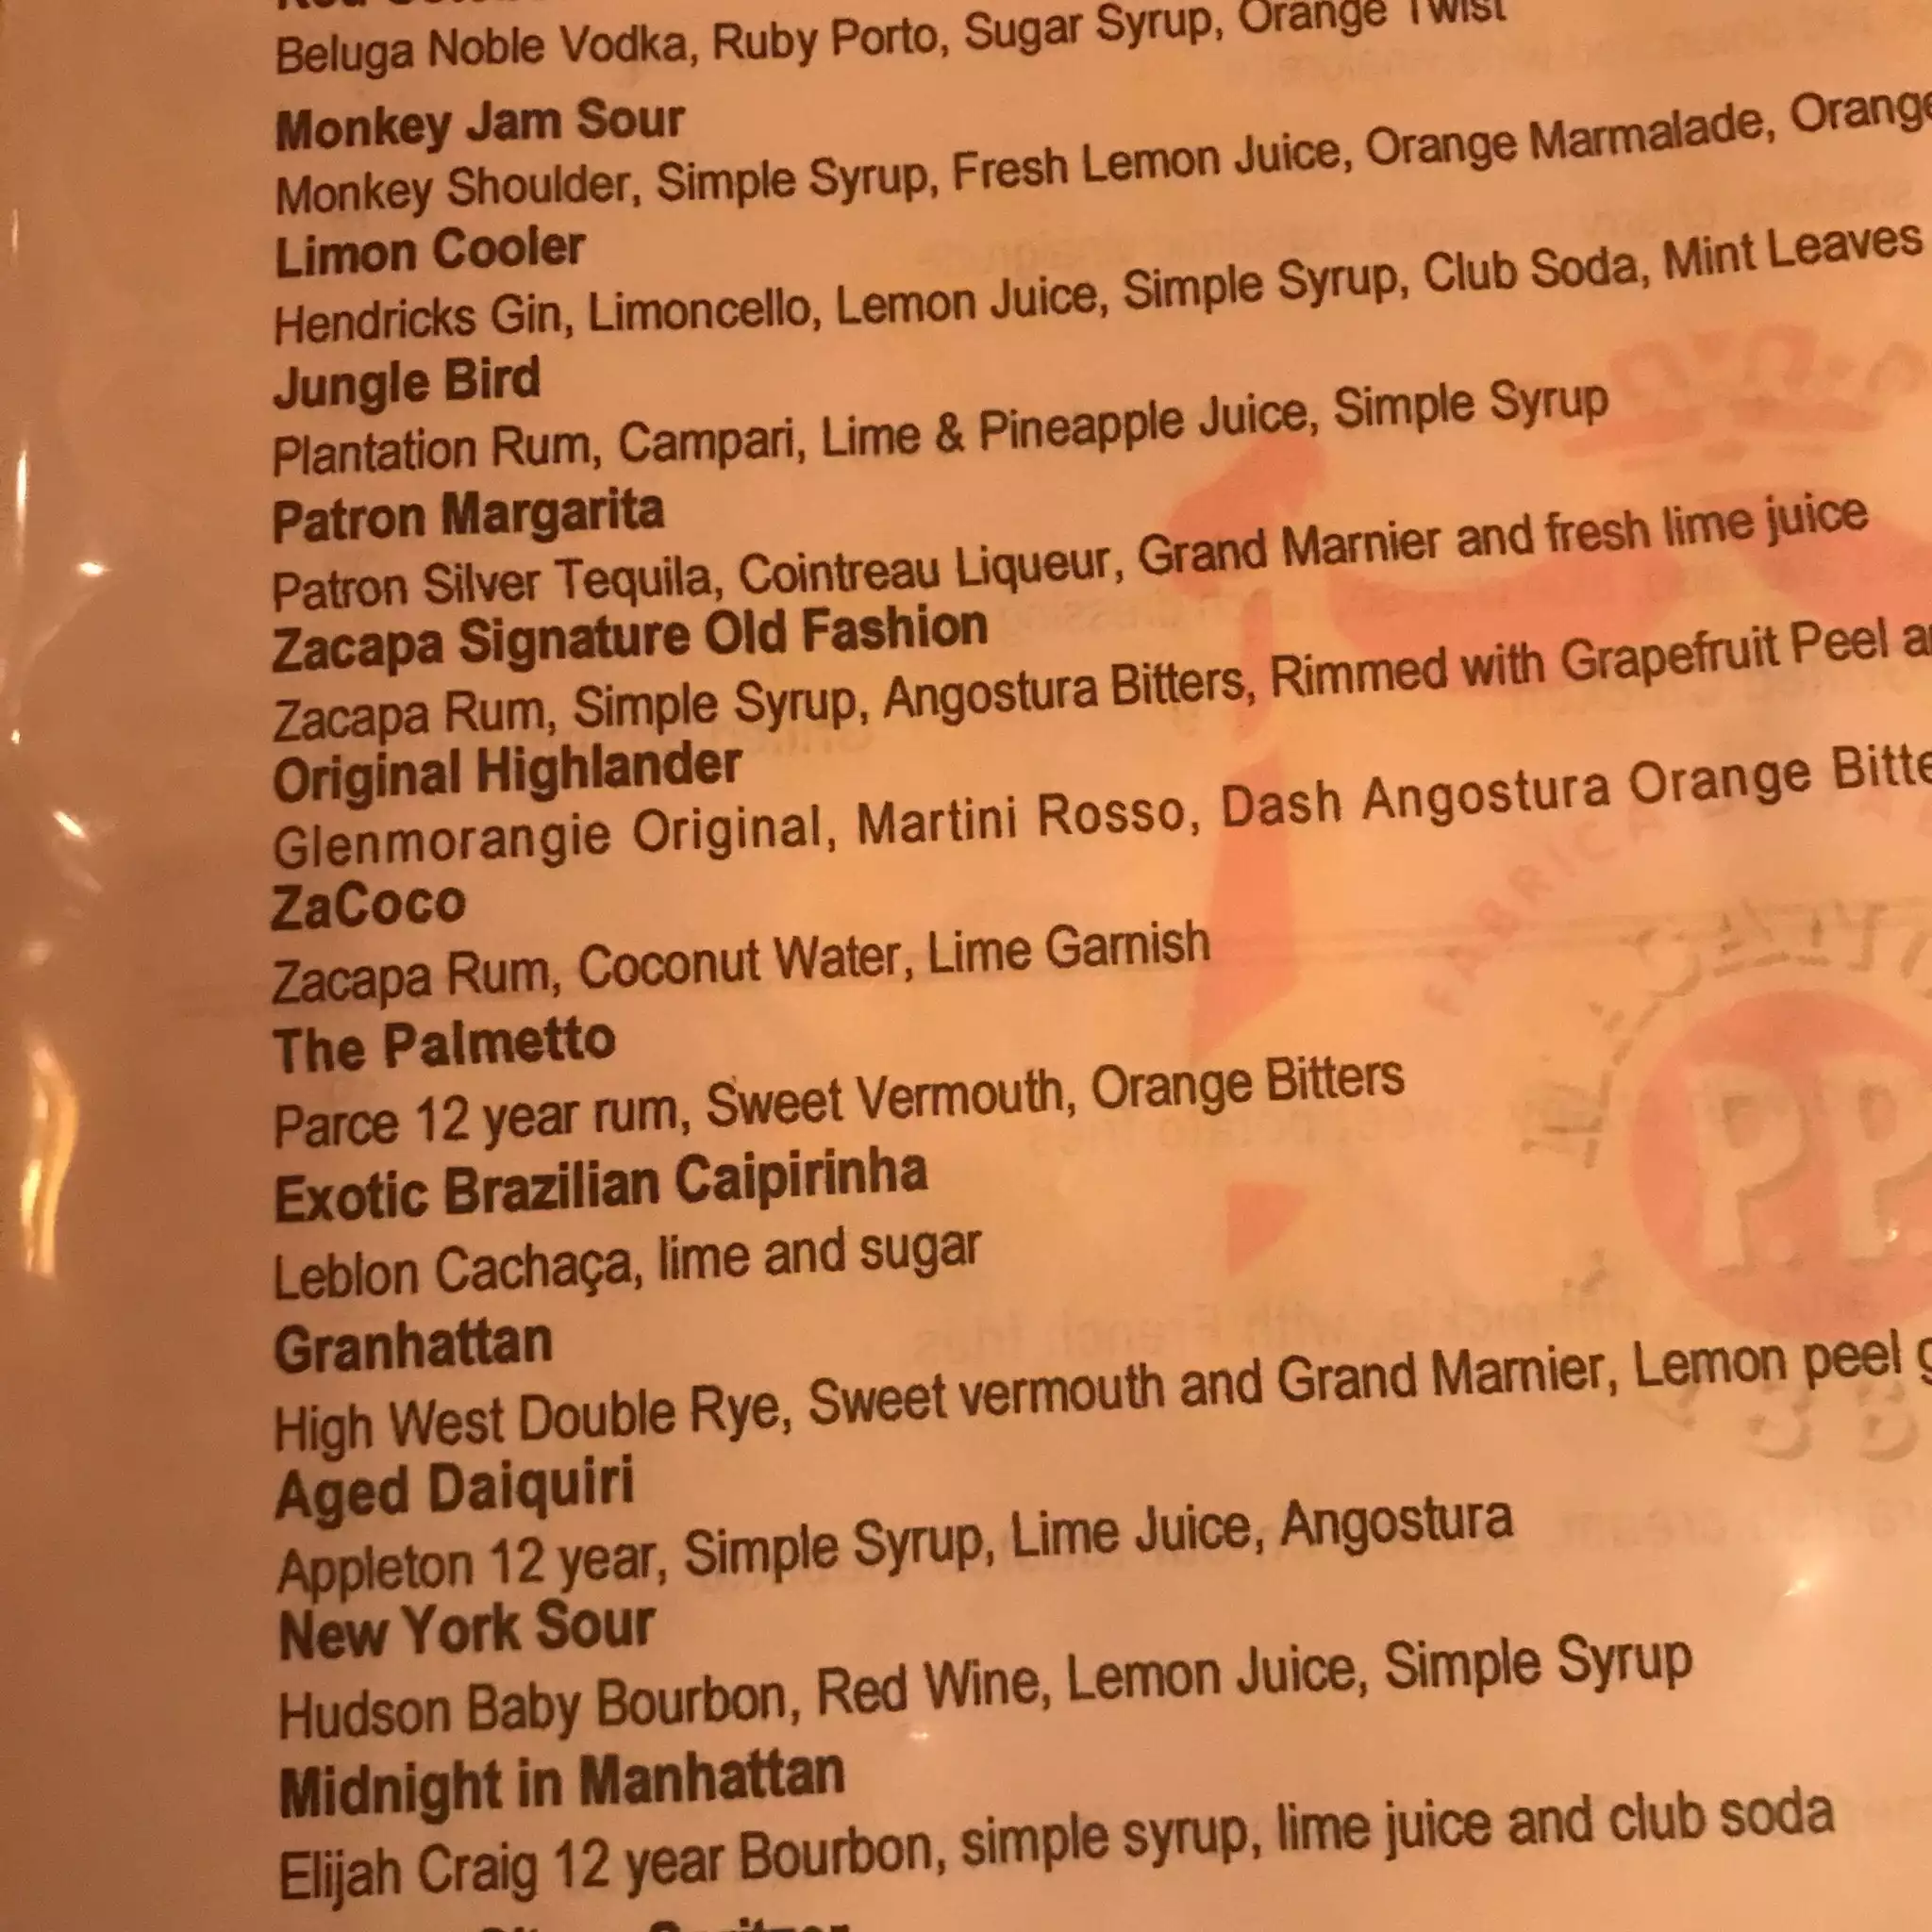 Beluga Noble Vodka, Ruby Porto, Sugar Syrup, Orange Twist
Monkey Jam Sour
Monkey Shoulder, Simple Syrup, Fresh Lemon Juice, Orange Marmalade, Orange
Limon Cooler
Hendricks Gin, Limoncello, Lemon Juice, Simple Syrup, Club Soda, Mint Leaves
Jungle Bird
Plantation Rum, Campari, Lime & Pineapple Juice, Simple Syrup
Patron Margarita
Patron Silver Tequila, Cointreau Liqueur, Grand Marnier and fresh lime juice
Zacapa Signature Old Fashion
Zacapa Rum, Simple Syrup, Angostura Bitters, Rimmed with Grapefruit Peel
Original Highlander
Glenmorangie Original, Martini Rosso, Dash Angostura Orange Bitte
ZaCoco
Zacapa Rum, Coconut Water, Lime Garnish
The Palmetto
Parce 12 year rum, Sweet Vermouth, Orange Bitters
Exotic Brazilian Caipirinha
Leblon Cachaça, lime and sugar
Granhattan
High West Double Rye, Sweet vermouth and Grand Marnier, Lemon peel g
Aged Daiquiri
Appleton 12 year, Simple Syrup, Lime Juice, Angostura
New York Sour
Hudson Baby Bourbon, Red Wine, Lemon Juice, Simple Syrup
Midnight in Manhattan
Elijah Craig 12 year Bourbon, simple syrup, lime juice and club soda
FABRICA
P.P.